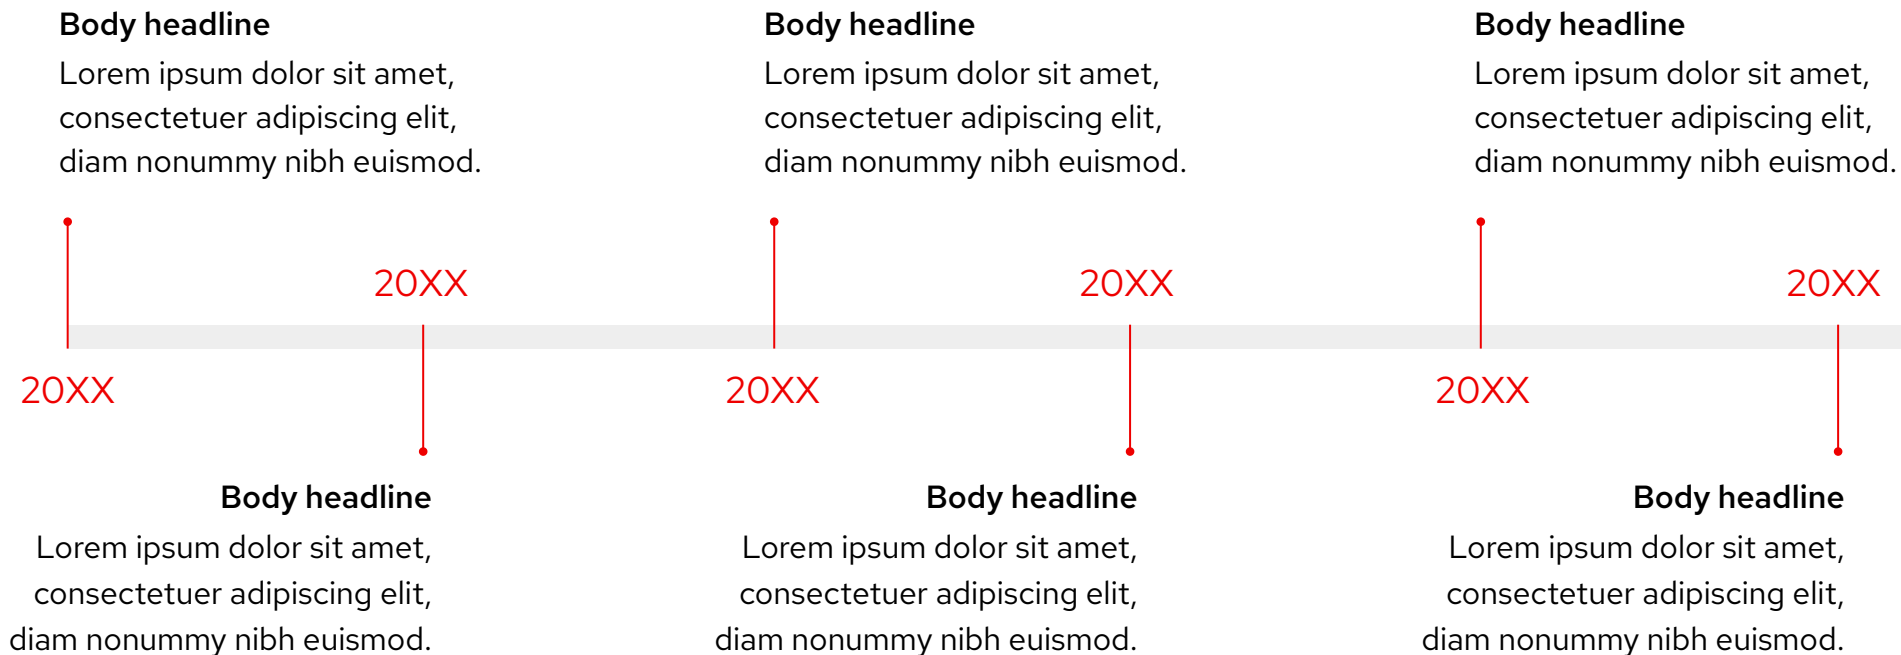 Body headline
Lorem ipsum dolor sit amet,
consectetuer adipiscing elit,
diam nonummy nibh euismod.
Body headline
Lorem ipsum dolor sit amet,
consectetuer adipiscing elit,
diam nonummy nibh euismod.
Body headline
Lorem ipsum dolor sit amet,
consectetuer adipiscing elit,
diam nonummy nibh euismod.
20XX
20XX
20XX
20XX
20XX
20XX
Body headline
Lorem ipsum dolor sit amet,
consectetuer adipiscing elit,
diam nonummy nibh euismod.
Body headline
Lorem ipsum dolor sit amet,
consectetuer adipiscing elit,
diam nonummy nibh euismod.
Body headline
Lorem ipsum dolor sit amet,
consectetuer adipiscing elit,
diam nonummy nibh euismod.